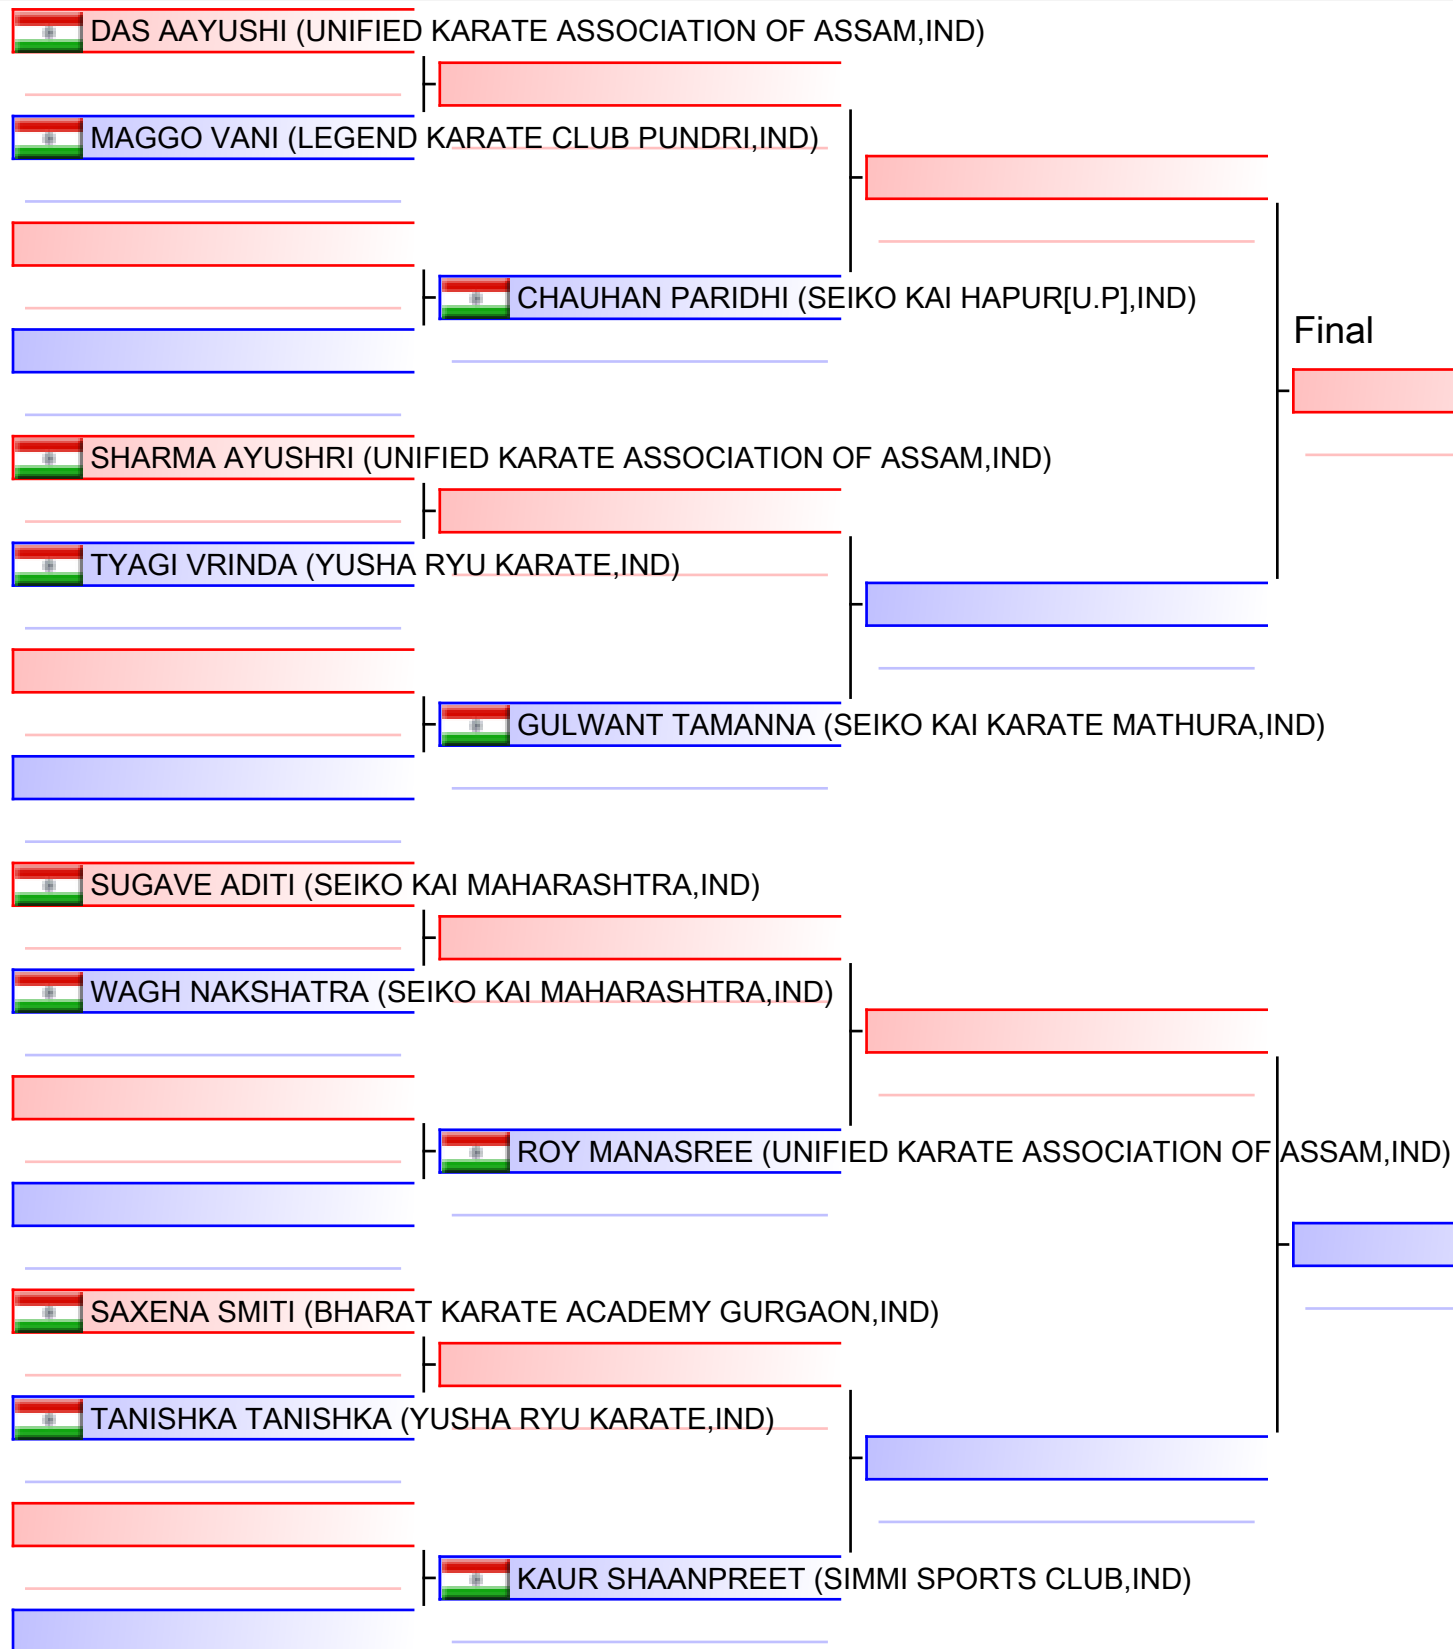 DAS AAYUSHI (UNIFIED KARATE ASSOCIATION OF ASSAM,IND)
MAGGO VANI (LEGEND KARATE CLUB PUNDRI,IND)
CHAUHAN PARIDHI (SEIKO KAI HAPUR[U.P],IND)
Final
SHARMA AYUSHRI (UNIFIED KARATE ASSOCIATION OF ASSAM,IND)
TYAGI VRINDA (YUSHA RYU KARATE,IND)
GULWANT TAMANNA (SEIKO KAI KARATE MATHURA,IND)
SUGAVE ADITI (SEIKO KAI MAHARASHTRA,IND)
WAGH NAKSHATRA (SEIKO KAI MAHARASHTRA,IND)
ROY MANASREE (UNIFIED KARATE ASSOCIATION OF ASSAM,IND)
SAXENA SMITI (BHARAT KARATE ACADEMY GURGAON,IND)
TANISHKA TANISHKA (YUSHA RYU KARATE,IND)
KAUR SHAANPREET (SIMMI SPORTS CLUB,IND)